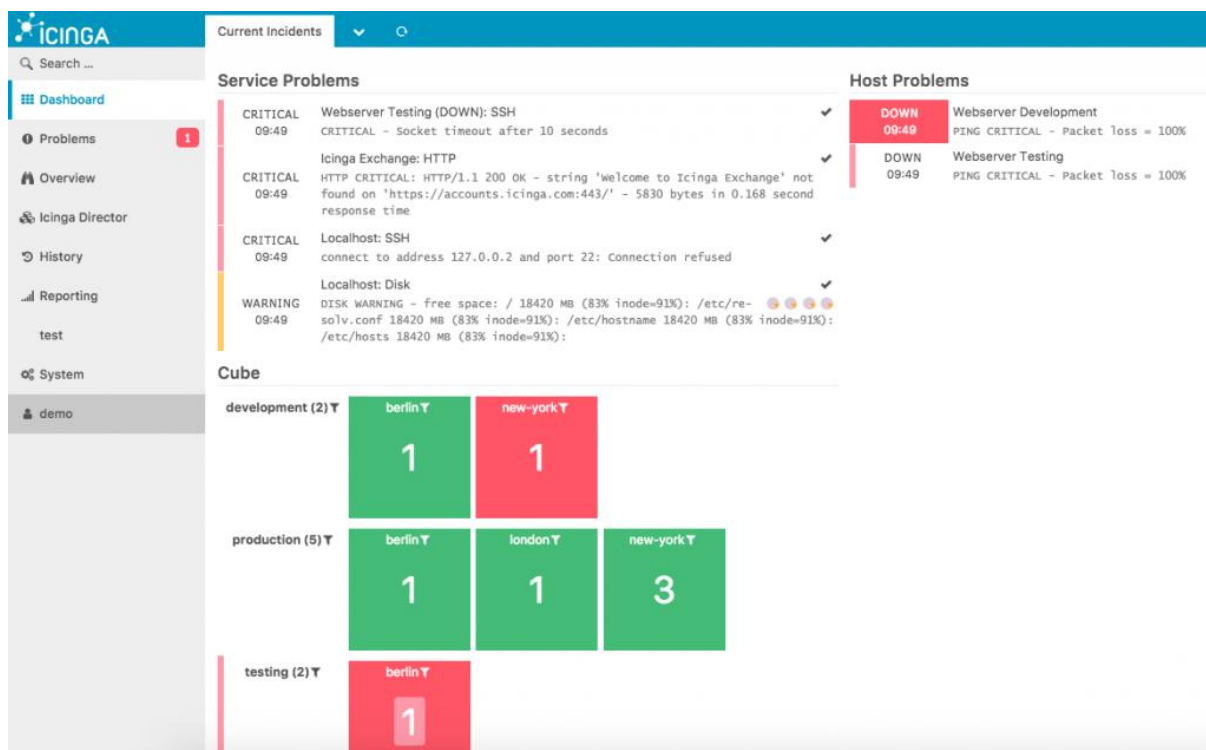 ICINGA
Current Incidents
Search ...
Dashboard
Problems
1
Overview
Icinga Director
History
Reporting
test
System
demo
Service Problems
CRITICAL
09:49
Webserver Testing (DOWN): SSH
CRITICAL - Socket timeout after 10 seconds
CRITICAL
09:49
Icinga Exchange: HTTP
HTTP CRITICAL: HTTP/1.1 200 OK - string 'Welcome to Icinga Exchange' not
found on 'https://accounts.icinga.com:443/' - 5830 bytes in 0.168 second
response time
CRITICAL
09:49
Localhost: SSH
connect to address 127.0.0.2 and port 22: Connection refused
WARNING
09:49
Localhost: Disk
DISK WARNING - free space: / 18420 MB (83% inode=91%): /etc/re-
solv.conf 18420 MB (83% inode=91%): /etc/hostname 18420 MB (83% inode=91%):
/etc/hosts 18420 MB (83% inode=91%):
Host Problems
DOWN
09:49
Webserver Development
PING CRITICAL - Packet loss = 100%
DOWN
09:49
Webserver Testing
PING CRITICAL - Packet loss = 100%
Cube
development (2)
berlin
1
new-york
1
production (5)
berlin
1
london
1
new-york
3
testing (2)
berlin
1